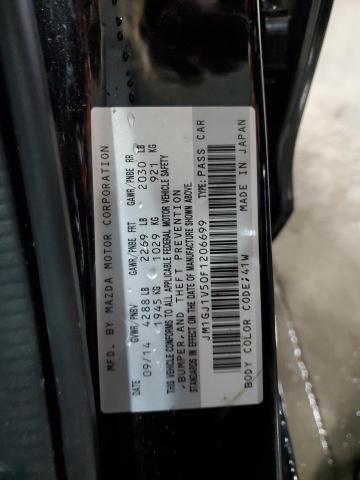 MFD. BY MAZDA MOTOR CORPORATION
GVWR/PNBV GAWR/PNBE FRT GAWR/PNBE RR
09/14 4288 LB 2269 LB 2030 LB
1945 KG 1029 KG 921 KG
THIS VEHICLE CONFORMS TO ALL APPLICABLE FEDERAL MOTOR VEHICLE SAFETY
,BUMPER,AND THEFT PREVENTION
STANDARDS IN EFFECT ON THE DATE OF MANUFACTURE SHOWN ABOVE.
JM1GJ1V50F1206699 TYPE: PASS CAR
BODY COLOR CODE;41W MADE IN JAPAN